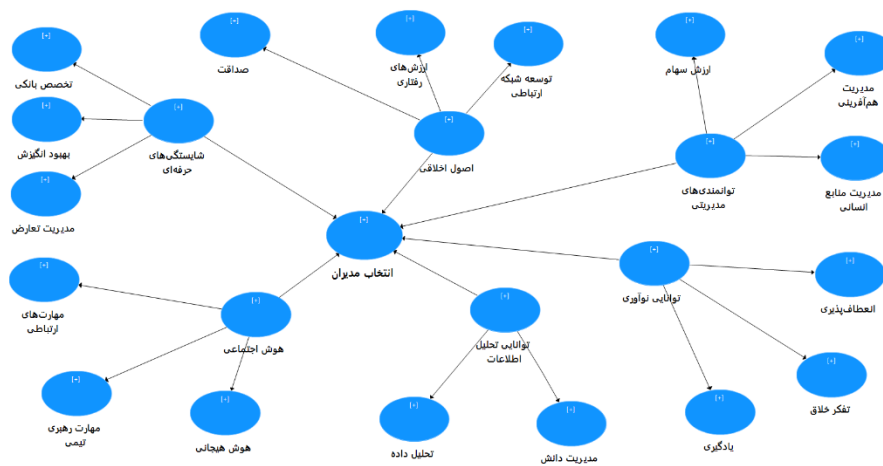 [+]
صداقت
[+]
ارزش‌های
رفتاری
[+]
توسعه شبکه
ارتباطی
[+]
ارزش سهام
[+]
مدیریت
هم‌آفرینی
[+]
تخصص بانکی
[+]
بهبود انگیزش
[+]
مدیریت تعارض
[+]
شایستگی‌های
حرفه‌ای
[+]
اصول اخلاقی
[+]
توانمندی‌های
مدیریتی
[+]
مدیریت منابع
انسانی
[+]
انتخاب مدیران
[+]
توانایی نوآوری
[+]
انعطاف‌پذیری
[+]
تفکر خلاق
[+]
یادگیری
[+]
توانایی تحلیل
اطلاعات
[+]
مدیریت دانش
[+]
تحلیل داده
[+]
هوش اجتماعی
[+]
مهارت‌های
ارتباطی
[+]
مهارت رهبری
تیمی
[+]
هوش هیجانی